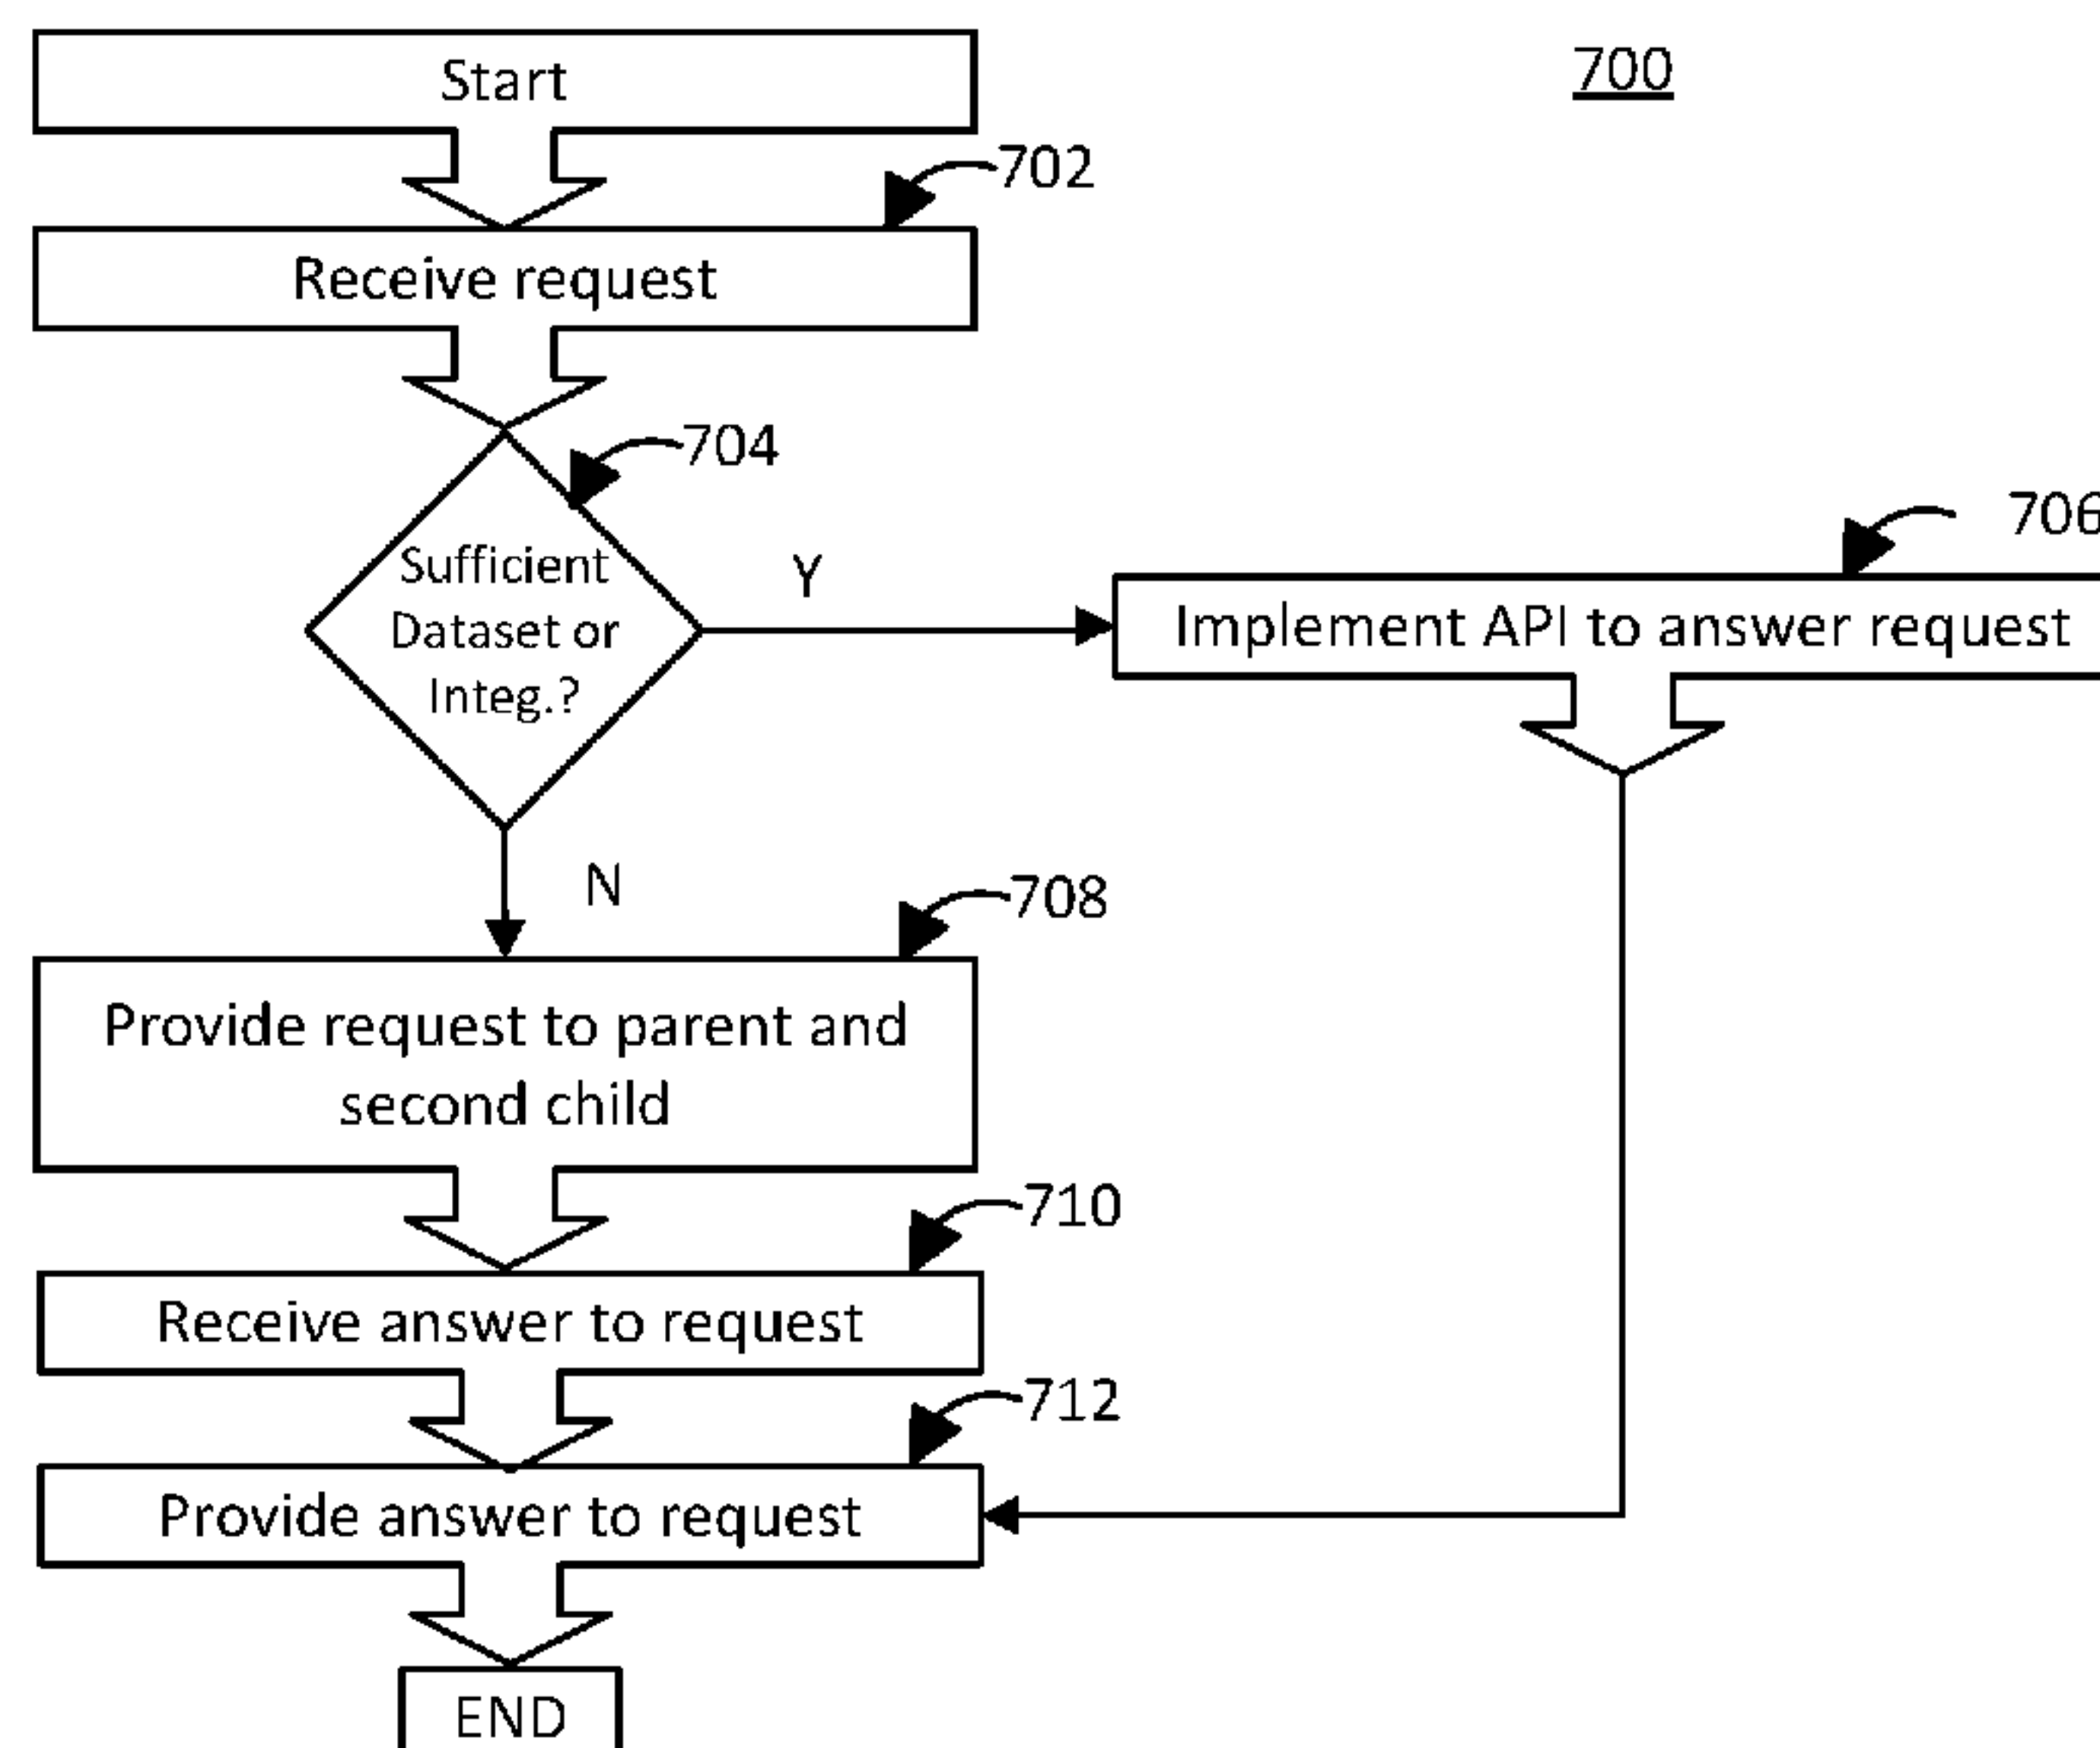 Start
700
702
Receive request
704
Sufficient
Dataset or
Integ.?
Y
706
Implement API to answer request
N
708
Provide request to parent and
second child
710
Receive answer to request
712
Provide answer to request
END